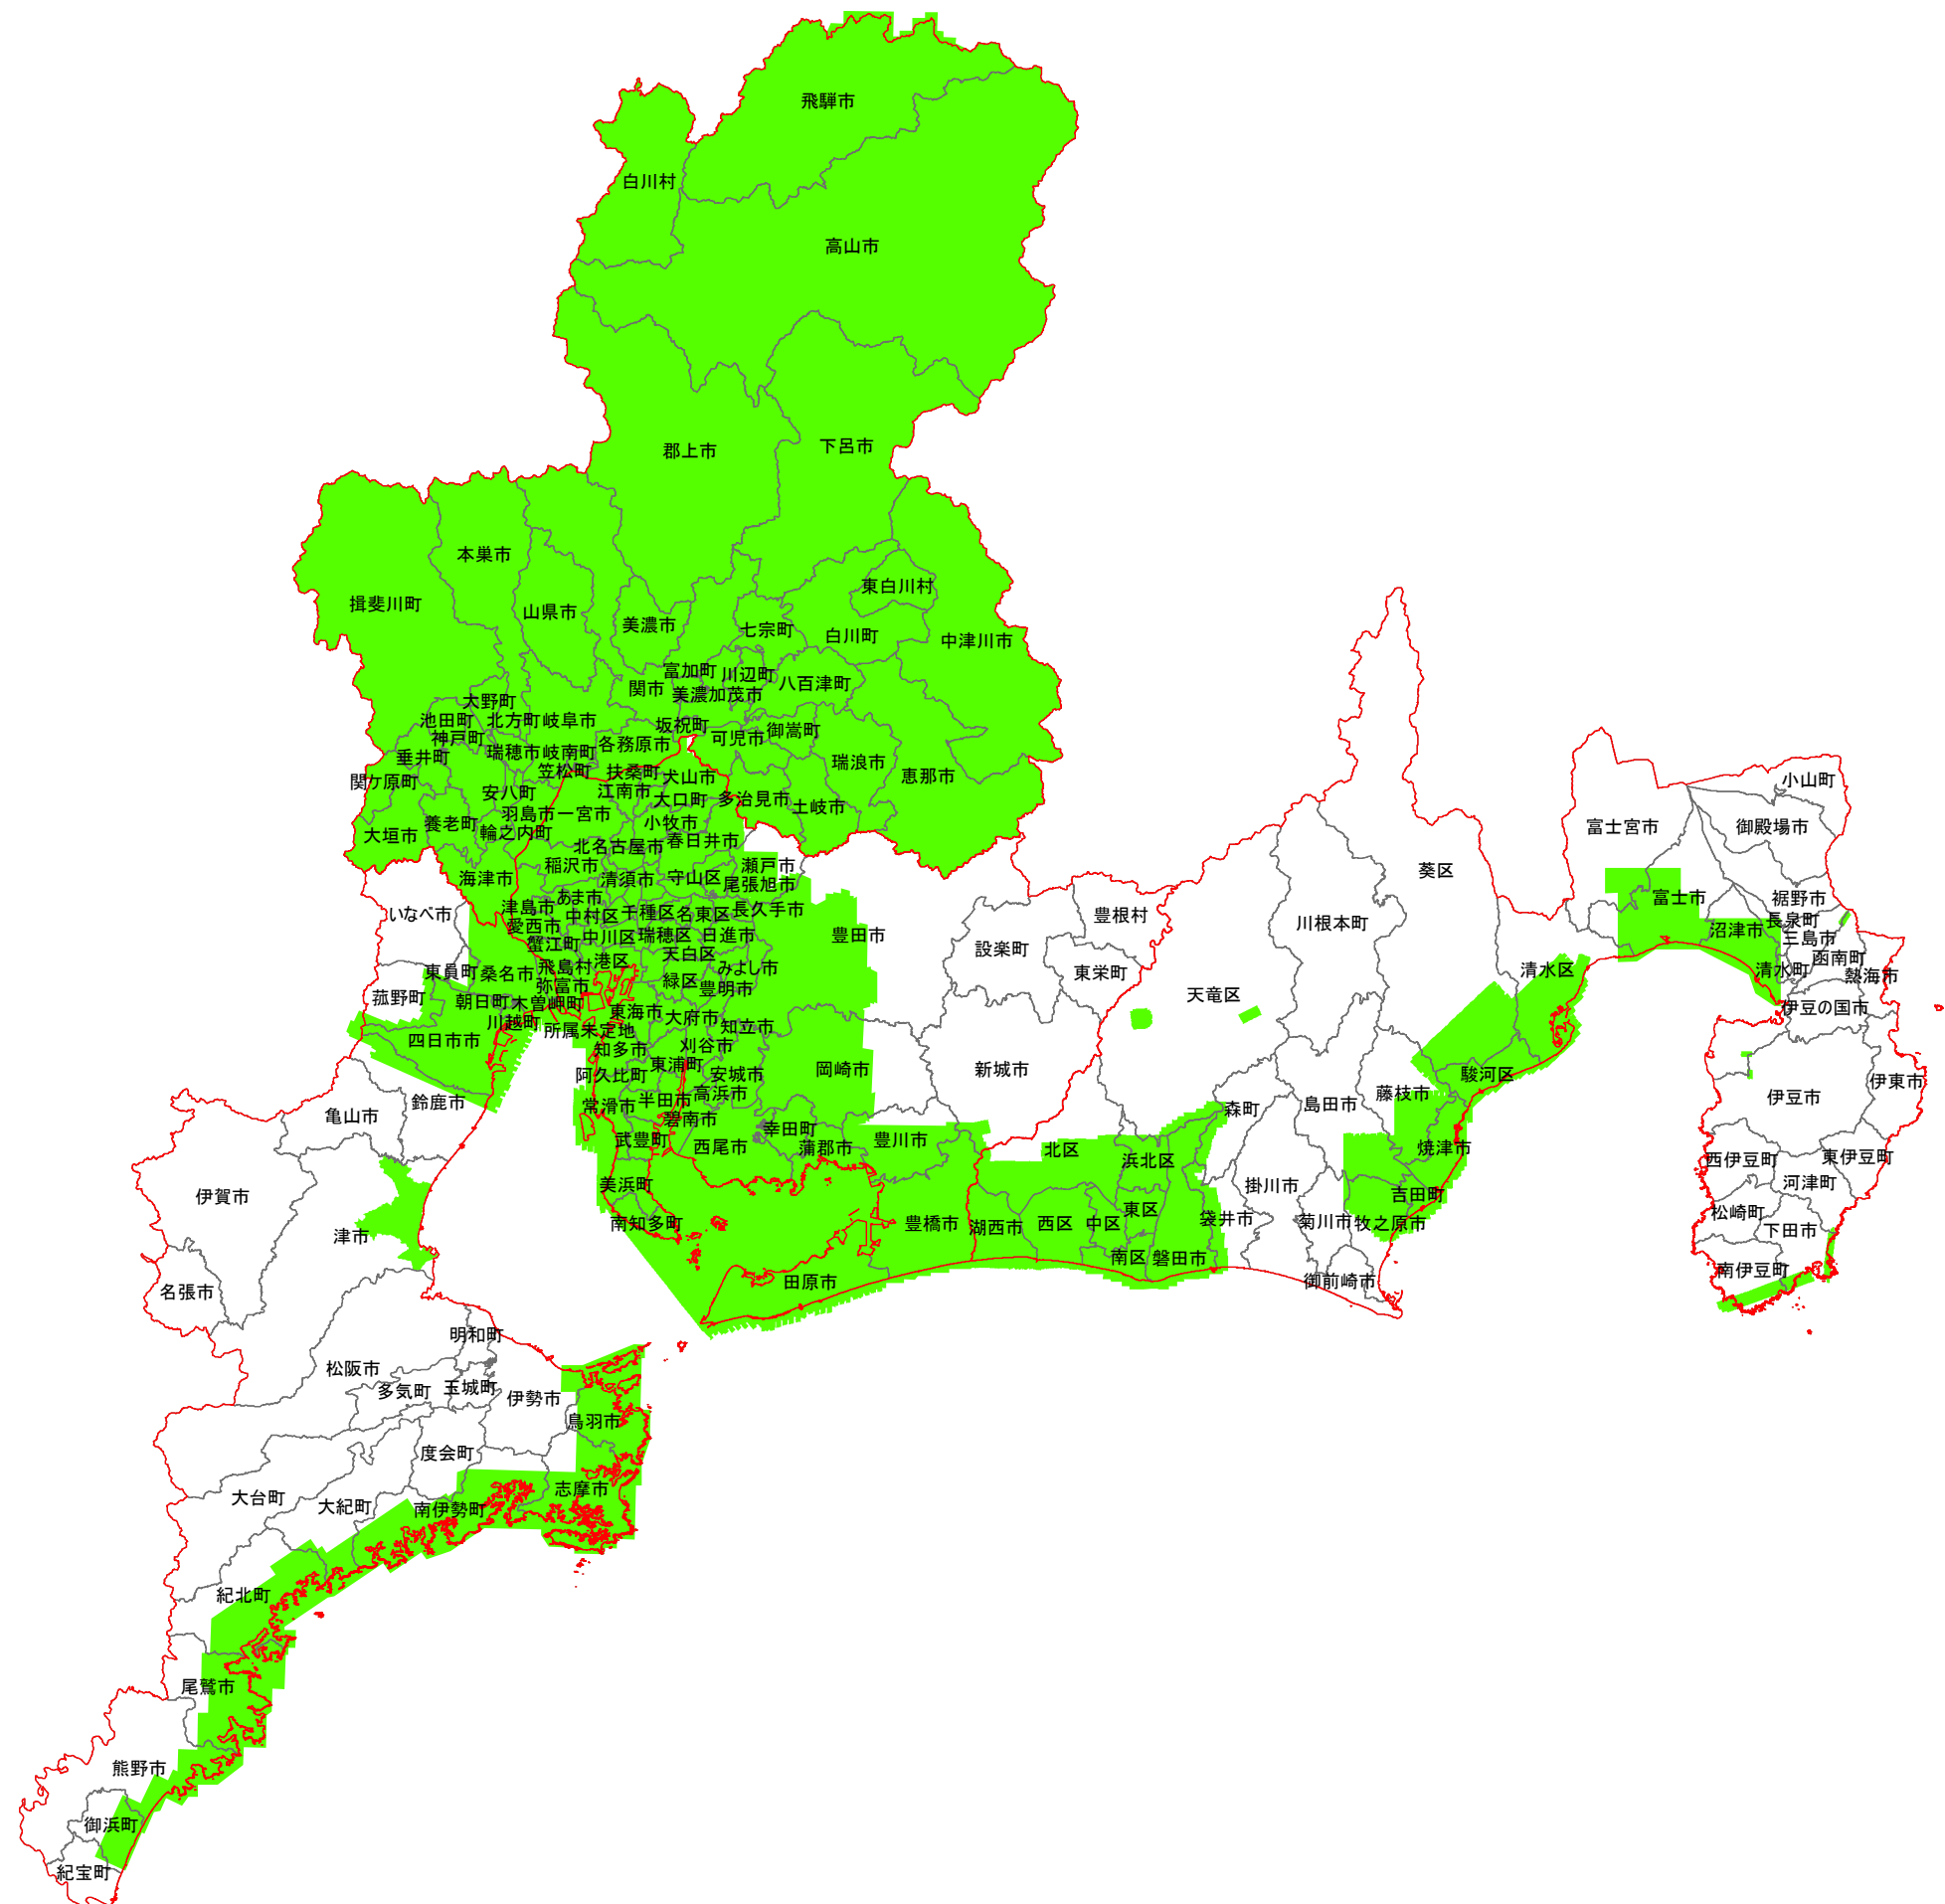 飛騨市
白川村
高山市
郡上市
下呂市
本巣市
東白川村
揖斐川町
山県市
美濃市
七宗町
白川町
中津川市
富加町
川辺町
八百津町
関市
美濃加茂市
大野町
池田町
北方町
岐阜市
坂祝町
神戸町
各務原市
可児市
御嵩町
垂井町
瑞穂市
岐南町
瑞浪市
関ケ原町
笠松町
扶桑町
犬山市
恵那市
安八町
江南市
大口町
多治見市
土岐市
羽島市
一宮市
大垣市
養老町
輪之内町
小牧市
北名古屋市
春日井市
海津市
稲沢市
清須市
守山区
瀬戸市
尾張旭市
あま市
津島市
中村区
千種区
名東区
長久手市
いなべ市
愛西市
蟹江町
中川区
瑞穂区
日進市
豊田市
東員町
桑名市
飛島村
港区
天白区
みよし市
菰野町
弥富市
緑区
豊明市
朝日町
木曽岬町
東海市
大府市
知立市
川越町
所属未定地
四日市市
知多市
刈谷市
東浦町
阿久比町
安城市
岡崎市
高浜市
常滑市
半田市
碧南市
武豊町
西尾市
幸田町
蒲郡市
豊川市
美浜町
南知多町
豊橋市
田原市
設楽町
豊根村
東栄町
新城市
天竜区
川根本町
葵区
清水区
駿河区
藤枝市
島田市
森町
北区
浜北区
焼津市
掛川市
吉田町
湖西市
西区
中区
東区
袋井市
菊川市
牧之原市
南区
磐田市
御前崎市
小山町
富士宮市
御殿場市
富士市
裾野市
長泉町
沼津市
三島市
函南町
清水町
熱海市
伊豆の国市
伊豆市
伊東市
西伊豆町
東伊豆町
河津町
松崎町
下田市
南伊豆町
亀山市
鈴鹿市
伊賀市
津市
名張市
明和町
松阪市
多気町
玉城町
伊勢市
鳥羽市
度会町
志摩市
大台町
大紀町
南伊勢町
紀北町
尾鷲市
熊野市
御浜町
紀宝町